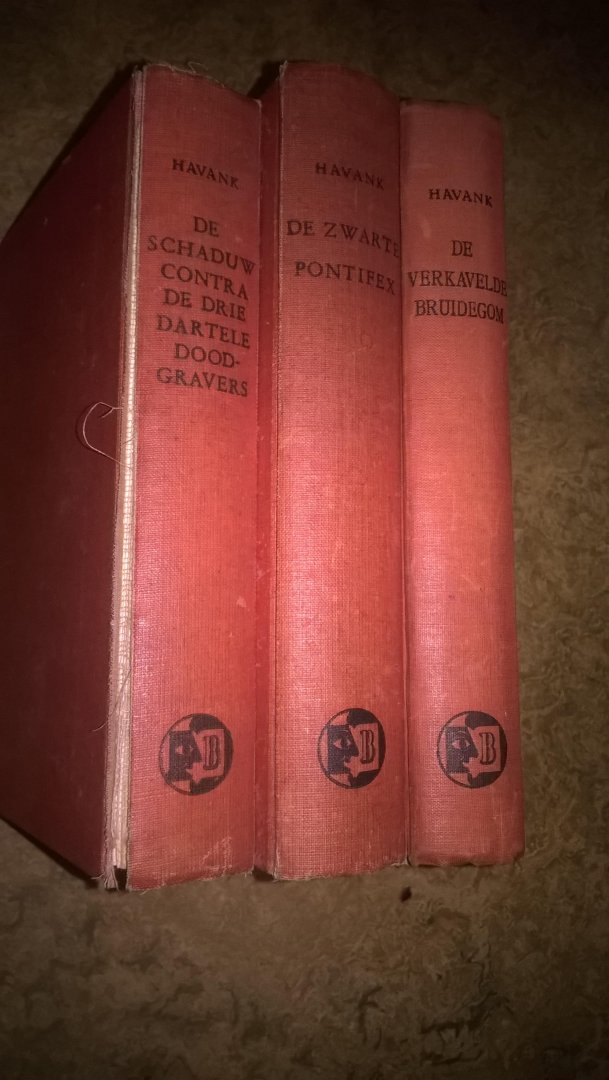 HAVANK
DE
SCHADUW
CONTRA
DE DRIE
DARTELE
DOOD-
GRAVERS
B
HAVANK
DE ZWARTE
PONTIFEX
B
HAVANK
DE
VERKAVELDE
BRUIDEGOM
B